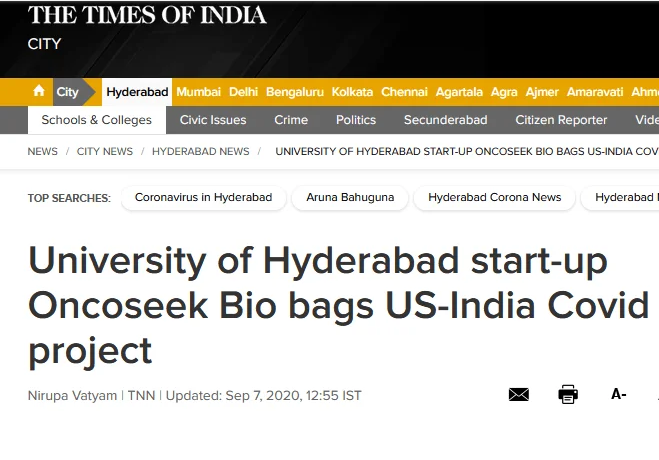 THE TIMES OF INDIA
CITY
City Hyderabad Mumbai Delhi Bengaluru Kolkata Chennai Agartala Agra Ajmer Amaravati Ahm
Schools & Colleges Civic Issues Crime Politics Secunderabad Citizen Reporter Vide
NEWS / CITY NEWS / HYDERABAD NEWS / UNIVERSITY OF HYDERABAD START-UP ONCOSEEK BIO BAGS US-INDIA COV
TOP SEARCHES: Coronavirus in Hyderabad Aruna Bahuguna Hyderabad Corona News Hyderabad
University of Hyderabad start-up
Oncoseek Bio bags US-India Covid
project
Nirupa Vatyam | TNN | Updated: Sep 7, 2020, 12:55 IST A-